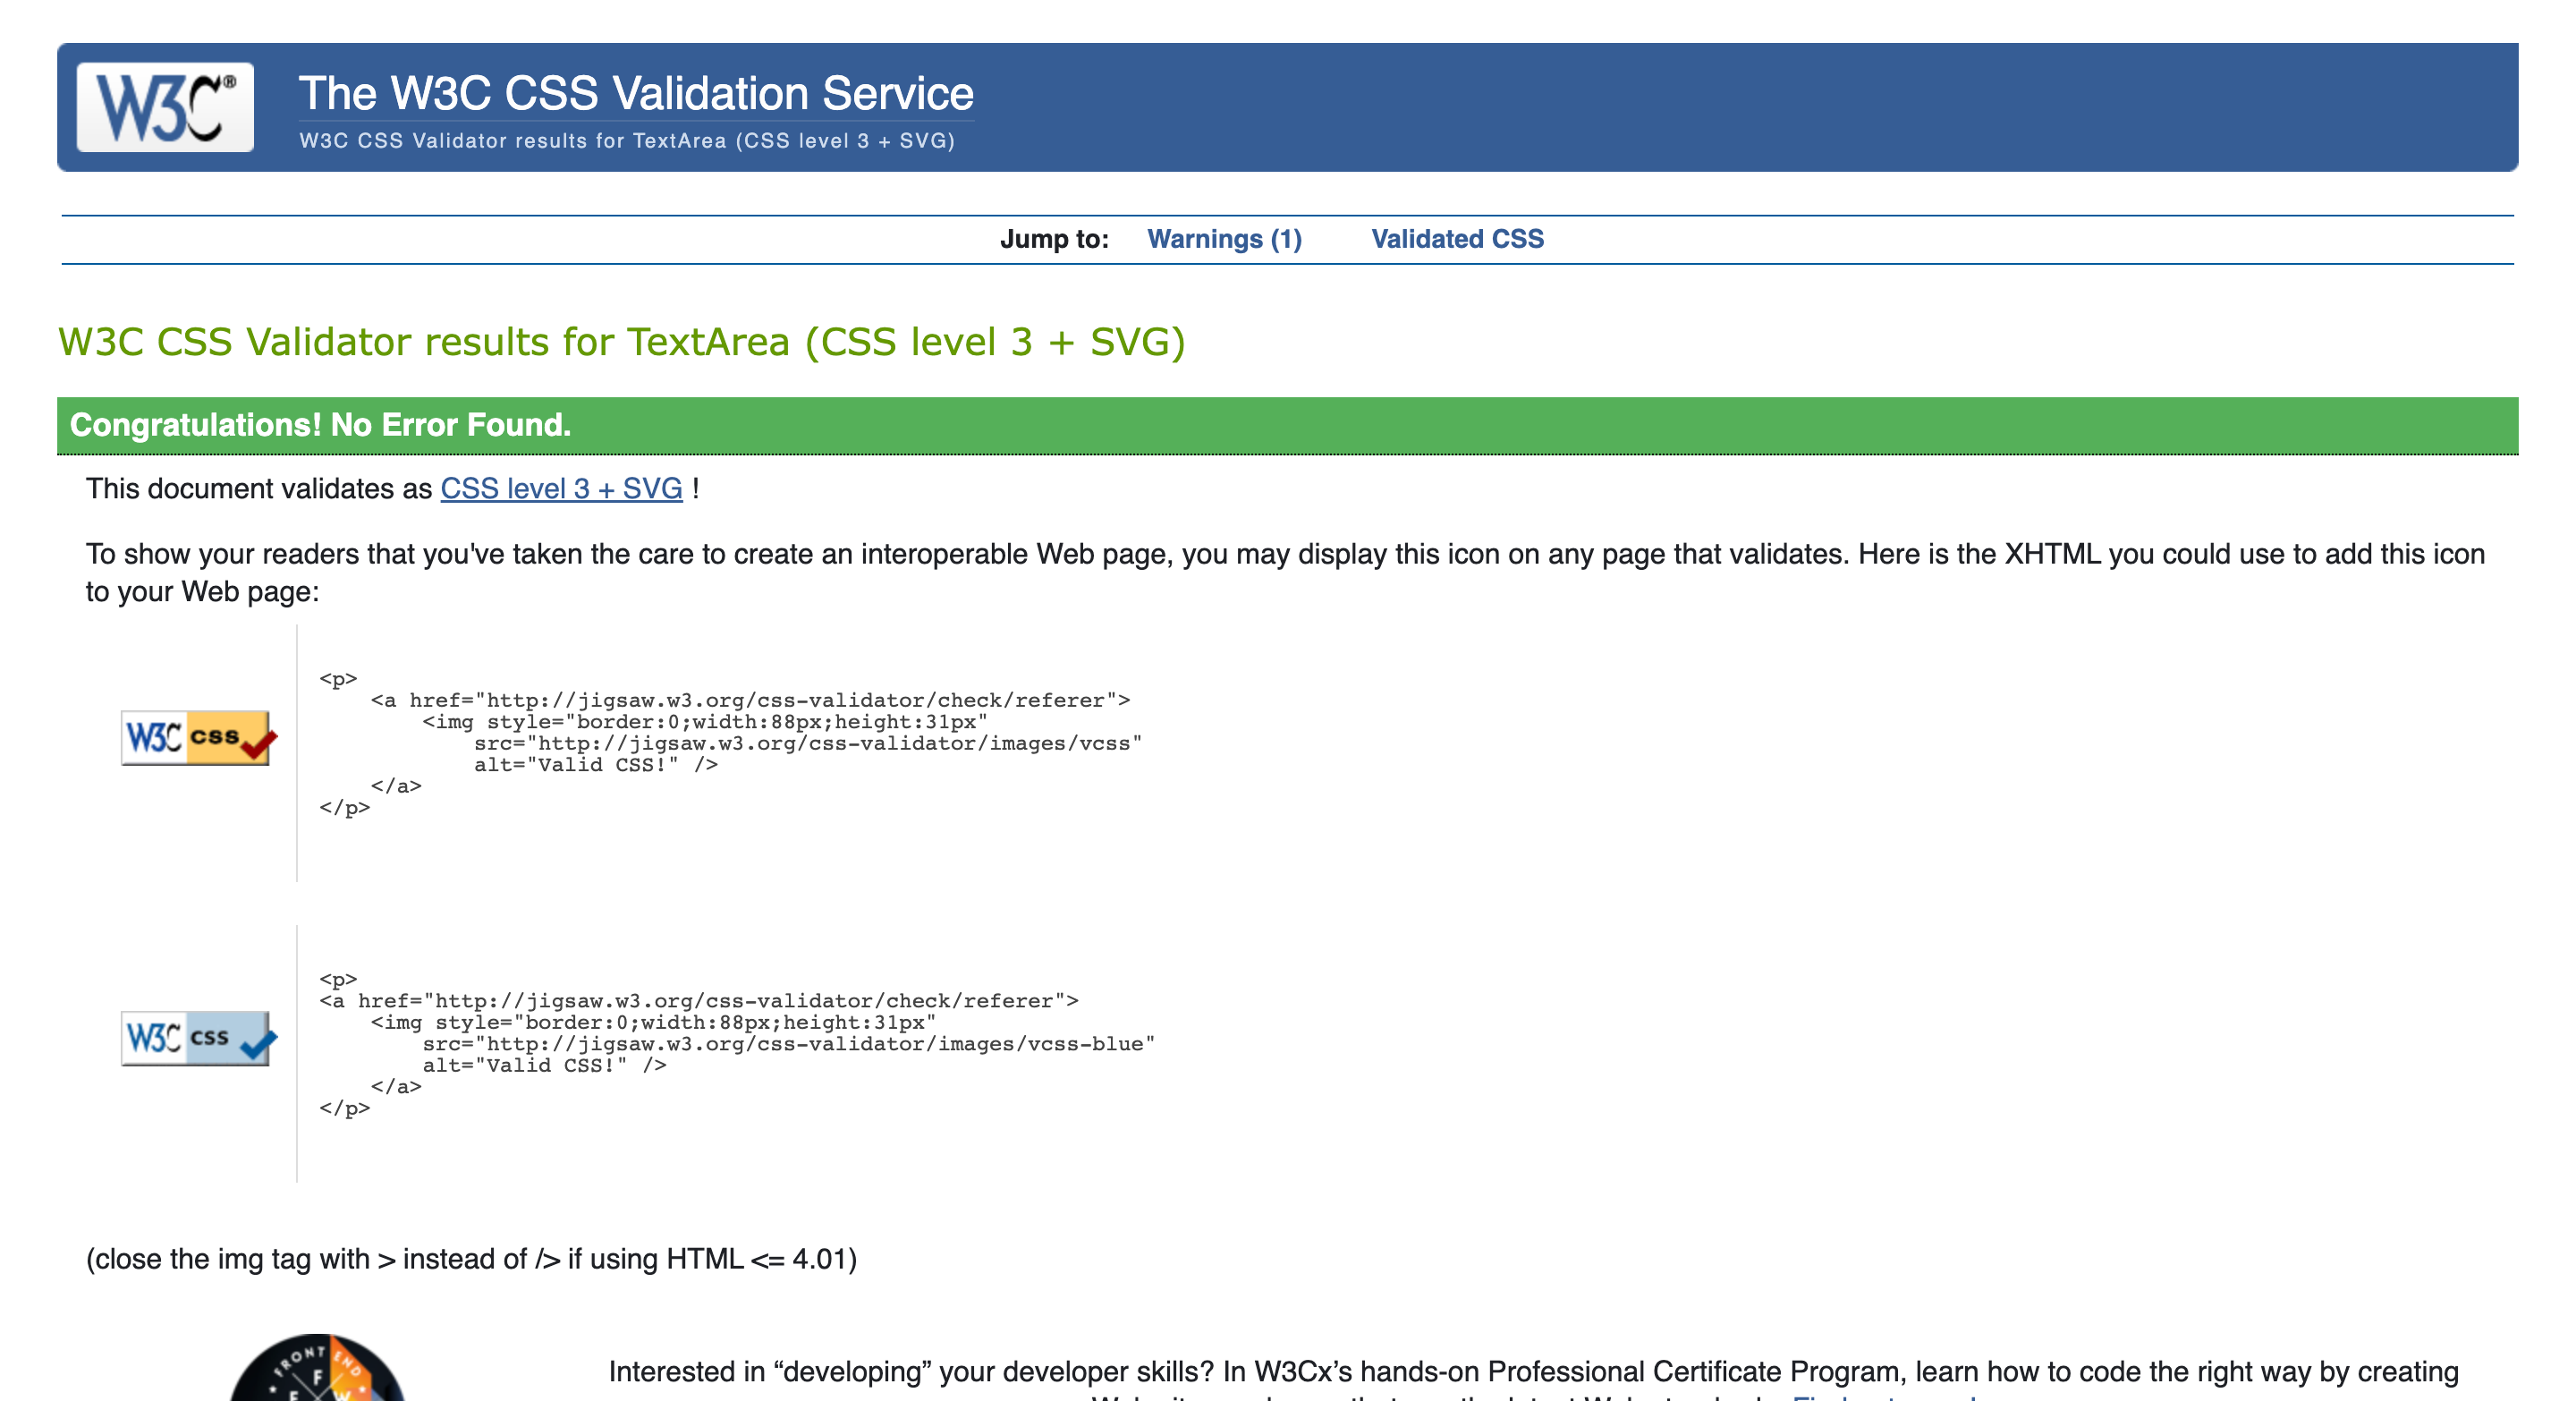 W3C®
The W3C CSS Validation Service
W3C CSS Validator results for TextArea (CSS level 3 + SVG)
Jump to: Warnings (1) Validated CSS
W3C CSS Validator results for TextArea (CSS level 3 + SVG)
Congratulations! No Error Found.
This document validates as CSS level 3 + SVG !
To show your readers that you've taken the care to create an interoperable Web page, you may display this icon on any page that validates. Here is the XHTML you could use to add this icon
to your Web page:
<p>
    <a href="http://jigsaw.w3.org/css-validator/check/referer">
        <img style="border:0;width:88px;height:31px"
W3C css
            src="http://jigsaw.w3.org/css-validator/images/vcss"
            alt="Valid CSS!" />
    </a>
</p>
<p>
<a href="http://jigsaw.w3.org/css-validator/check/referer">
    <img style="border:0;width:88px;height:31px"
W3C css
        src="http://jigsaw.w3.org/css-validator/images/vcss-blue"
        alt="Valid CSS!" />
    </a>
</p>
(close the img tag with > instead of /> if using HTML <= 4.01)
FRONT END
F
Interested in “developing” your developer skills? In W3Cx’s hands-on Professional Certificate Program, learn how to code the right way by creating